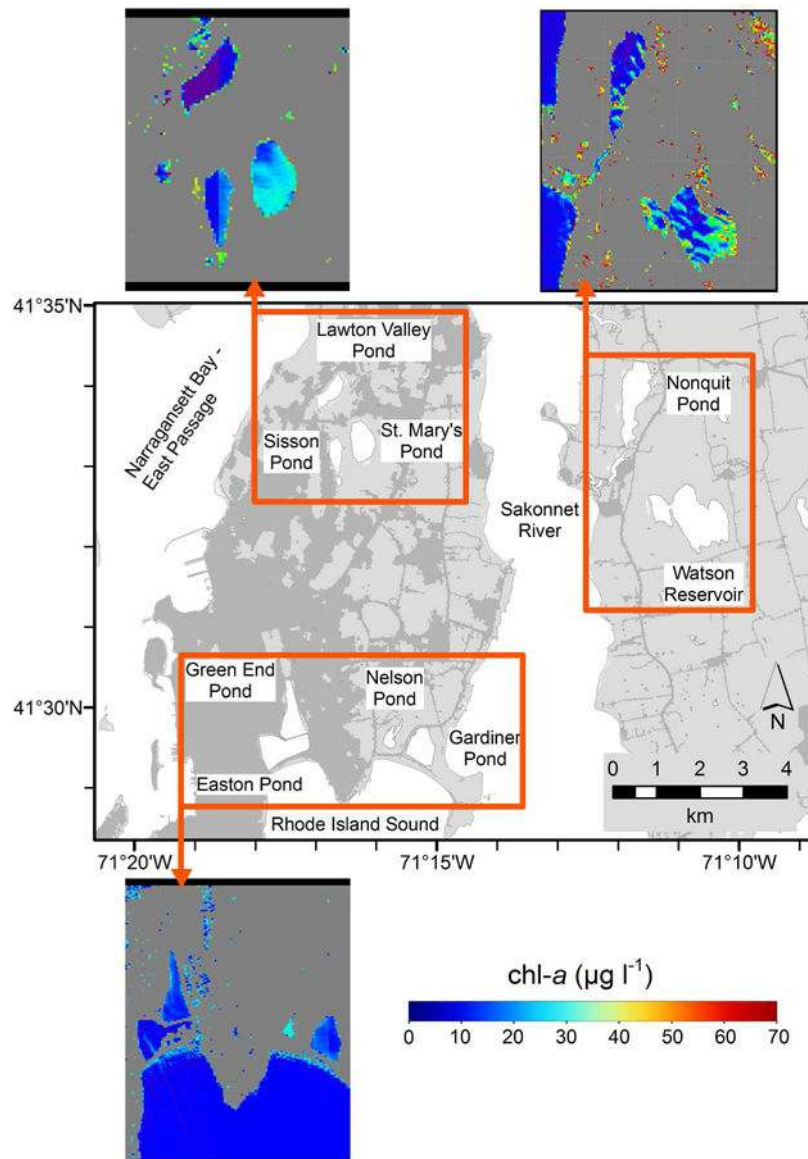 41°35'N
Lawton Valley
Pond
Narragansett Bay -
East Passage
Sisson
Pond
St. Mary's
Pond
Nonquit
Pond
Sakonnet
River
Watson
Reservoir
Green End
Pond
Nelson
Pond
41°30'N
N
Gardiner
Pond
Easton Pond
0 1 2 3 4
km
Rhode Island Sound
71°20'W 71°15'W 71°10'W
chl-a (µg l⁻¹)
0 10 20 30 40 50 60 70